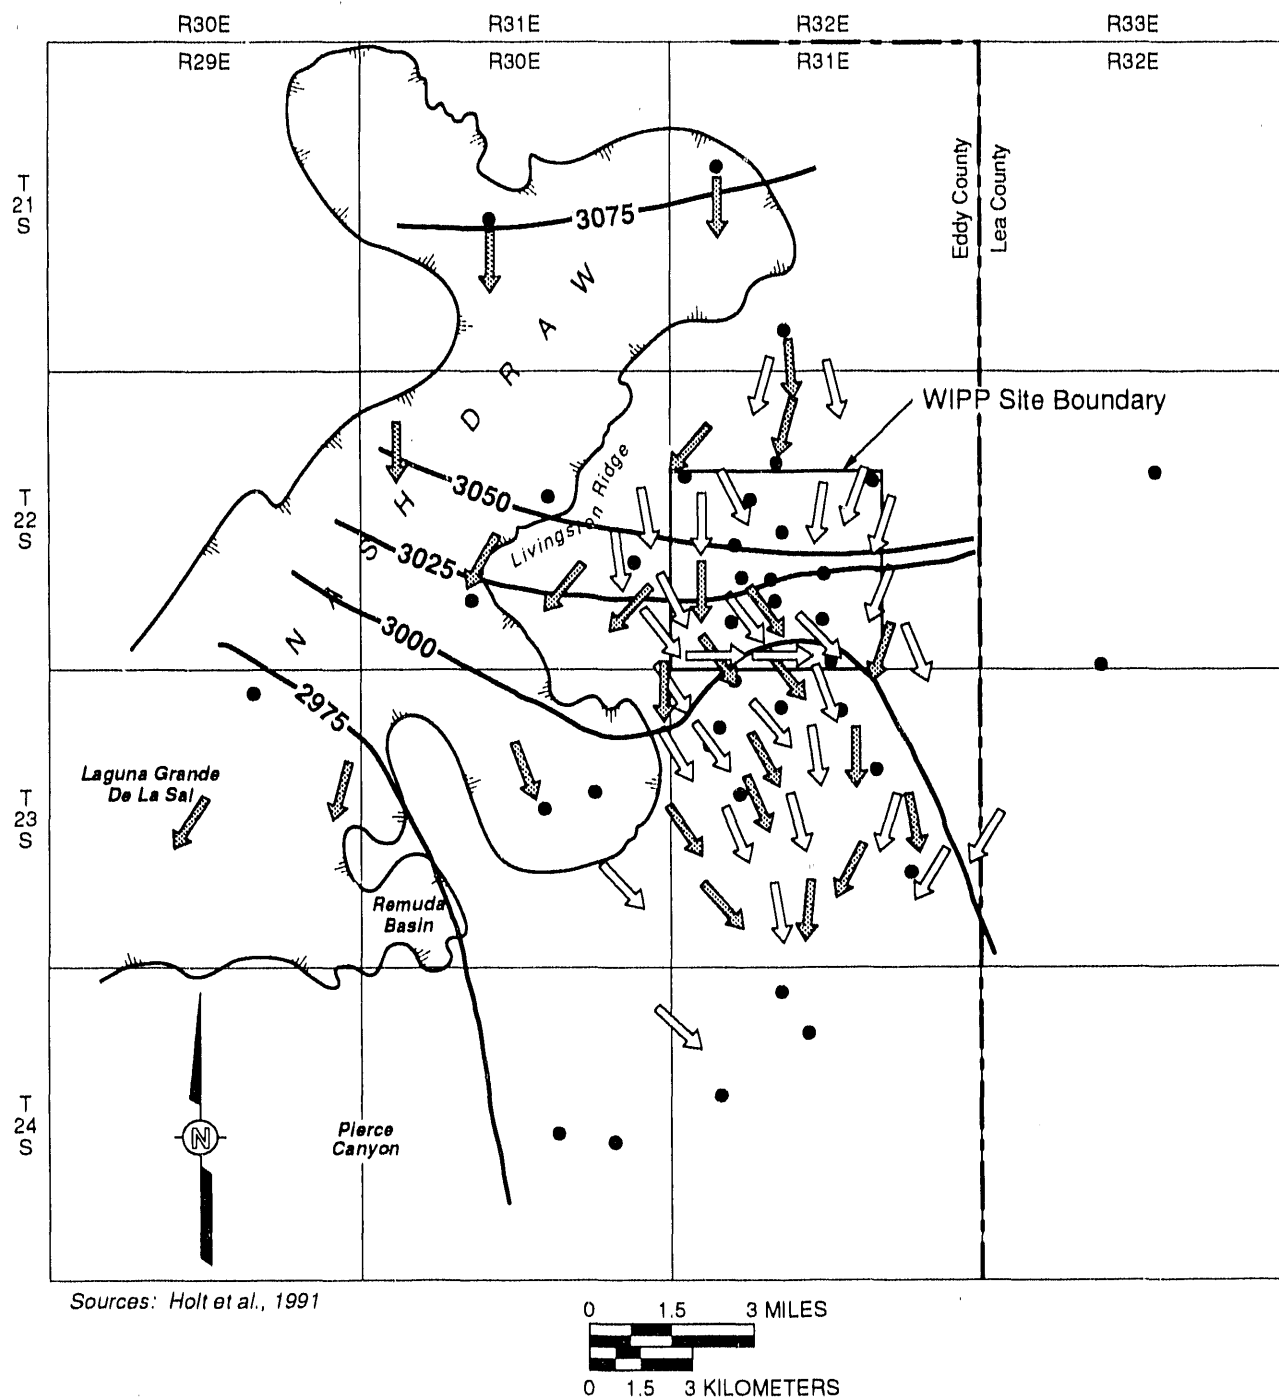 R30E R31E R32E R33E
R29E R30E R31E R32E
T
21
S
Eddy County
Lea County
3075
NASH DRAW
WIPP Site Boundary
T
22
S
3050
Livingston Ridge
3025
3000
2975
Laguna Grande
De La Sal
T
23
S
Remuda
Basin
T
24
S
N
Pierce
Canyon
Sources: Holt et al., 1991
0 1.5 3 MILES
0 1.5 3 KILOMETERS